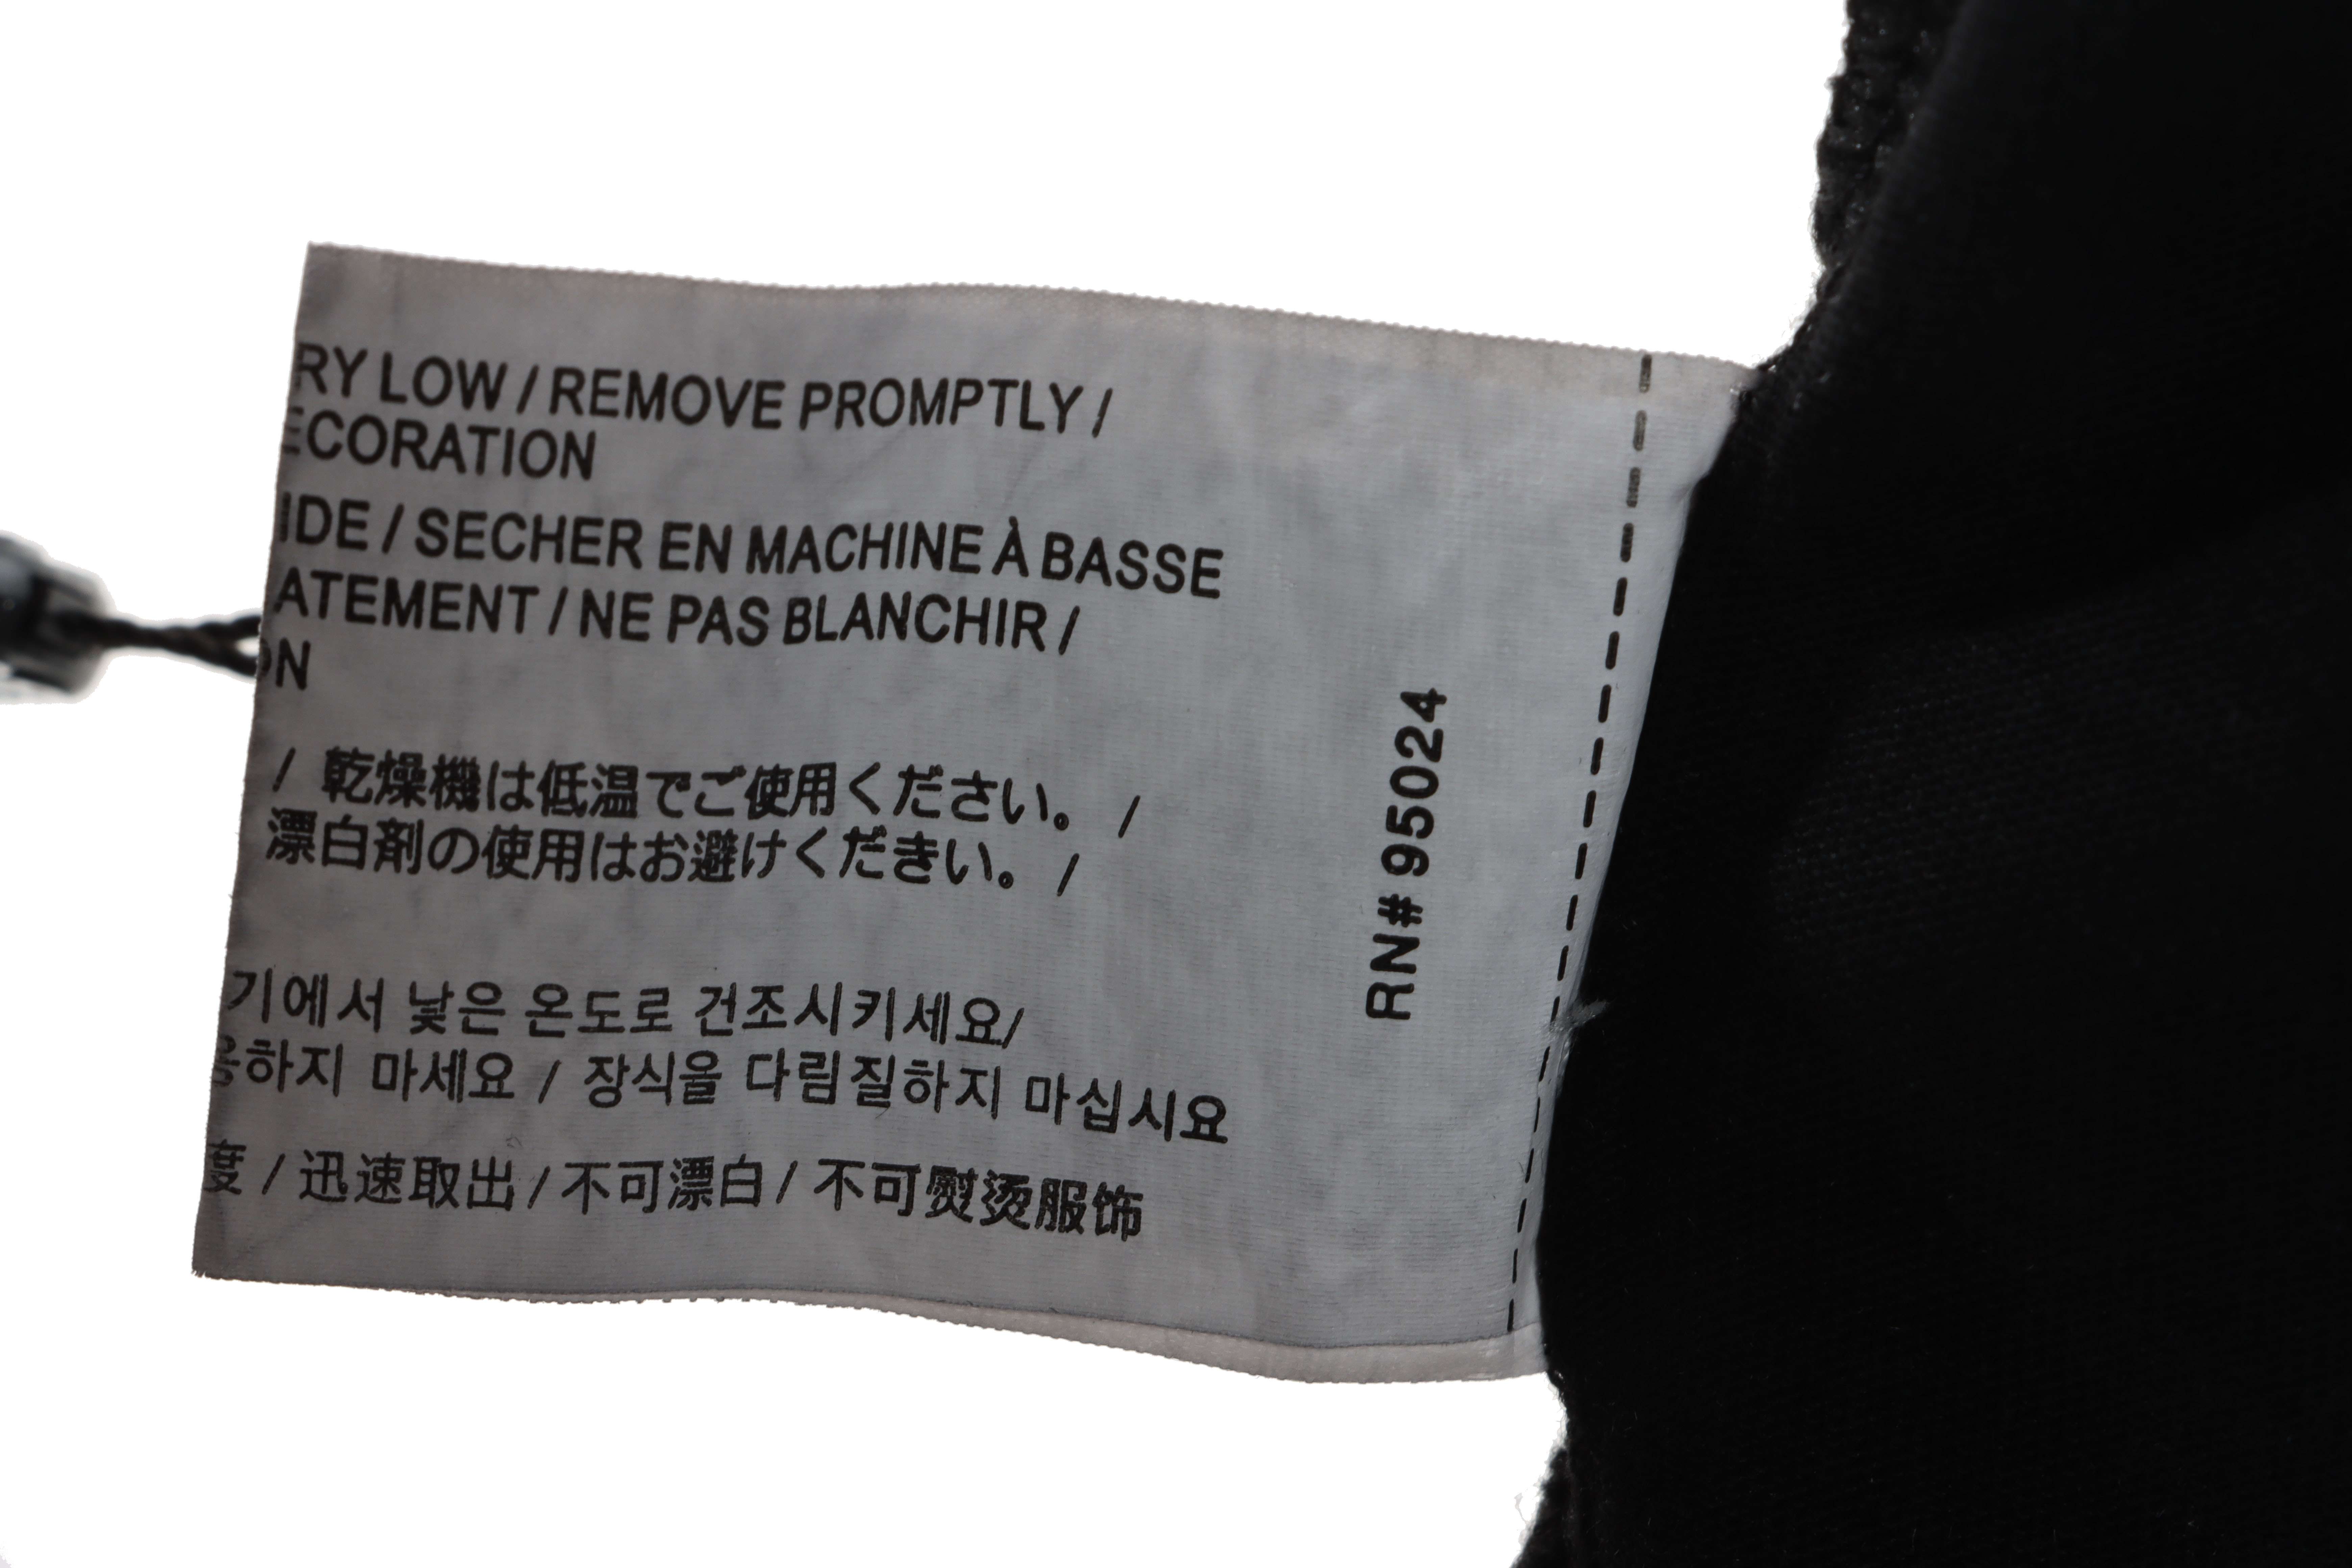 RY LOW / REMOVE PROMPTLY /
ECORATION
IDE / SECHER EN MACHINE À BASSE
ATEMENT / NE PAS BLANCHIR /
ON
/ 乾燥機は低温でご使用ください。 /
漂白剤の使用はお避けください。 /
기에서 낮은 온도로 건조시키세요/
용하지 마세요 / 장식을 다림질하지 마십시요
度 / 迅速取出 / 不可漂白 / 不可熨烫服饰
RN# 95024